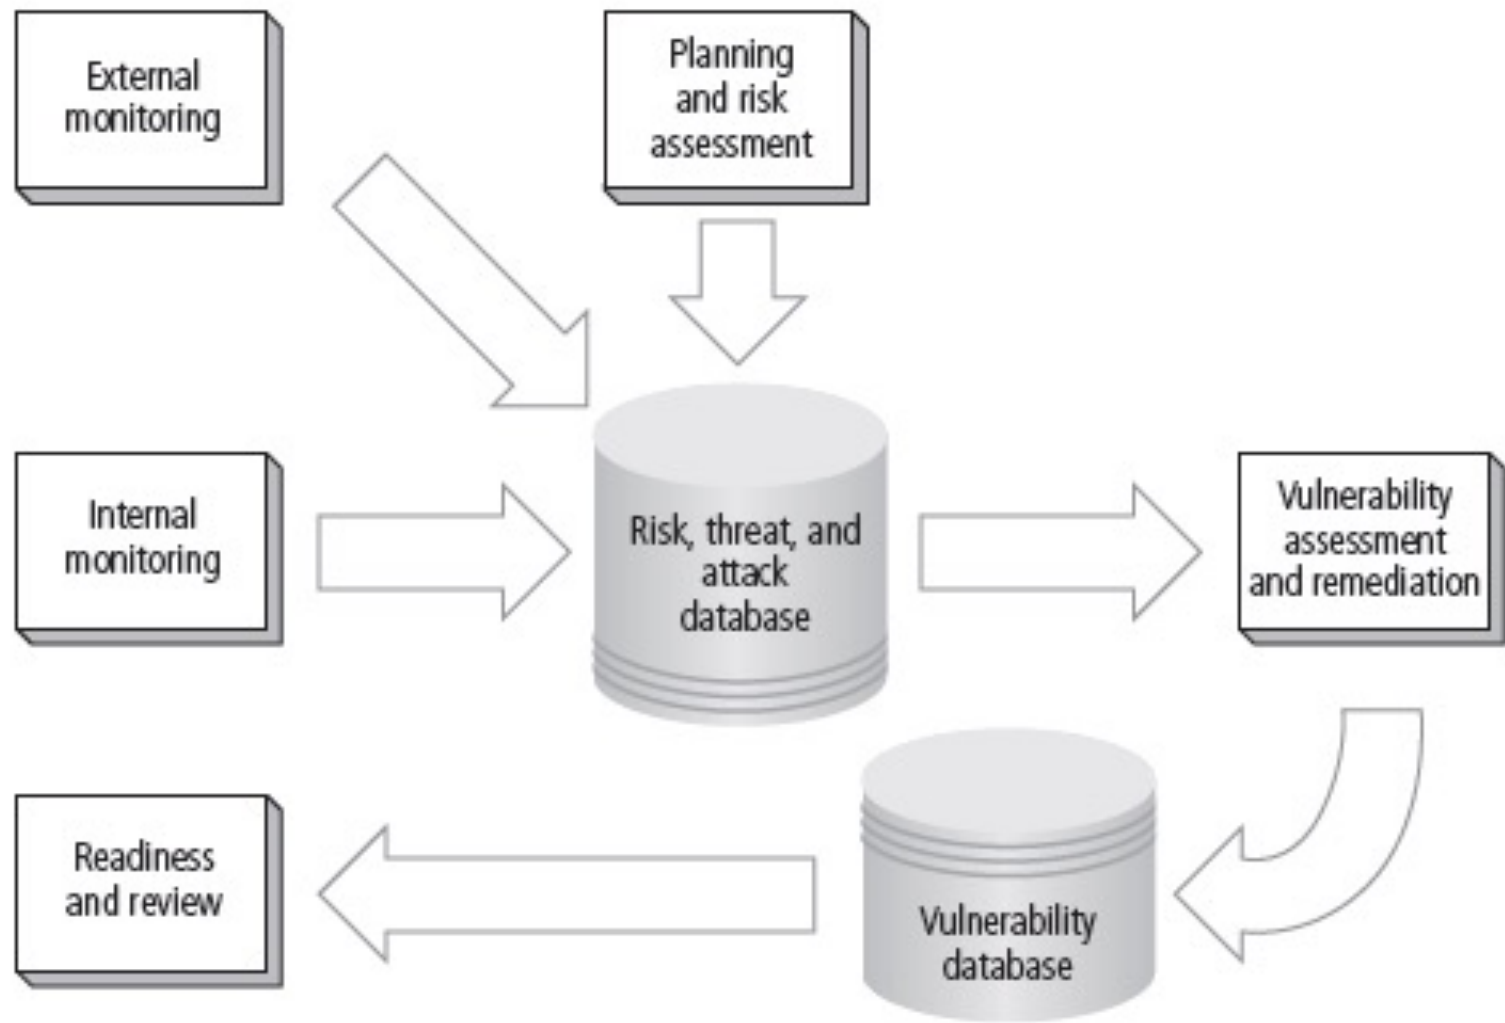 External
monitoring
Planning
and risk
assessment
Internal
monitoring
Risk, threat, and
attack
database
Vulnerability
assessment
and remediation
Readiness
and review
Vulnerability
database